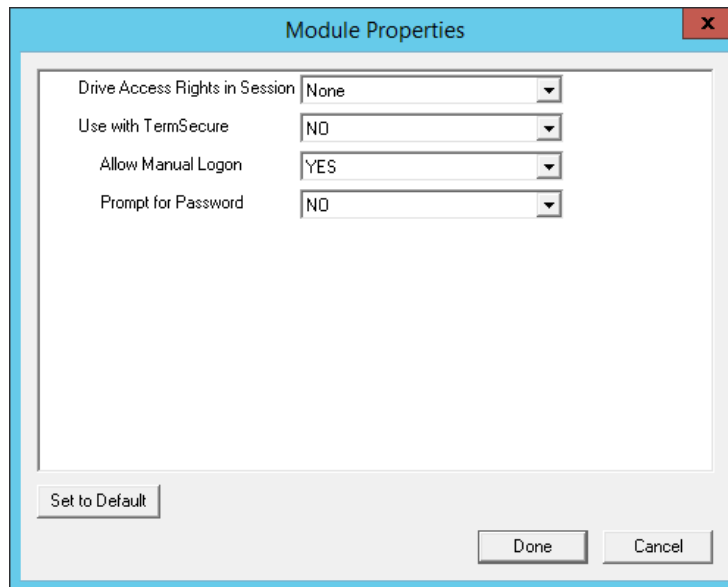 Module Properties
x
Drive Access Rights in Session None
Use with TermSecure NO
Allow Manual Logon YES
Prompt for Password NO
Set to Default
Done Cancel